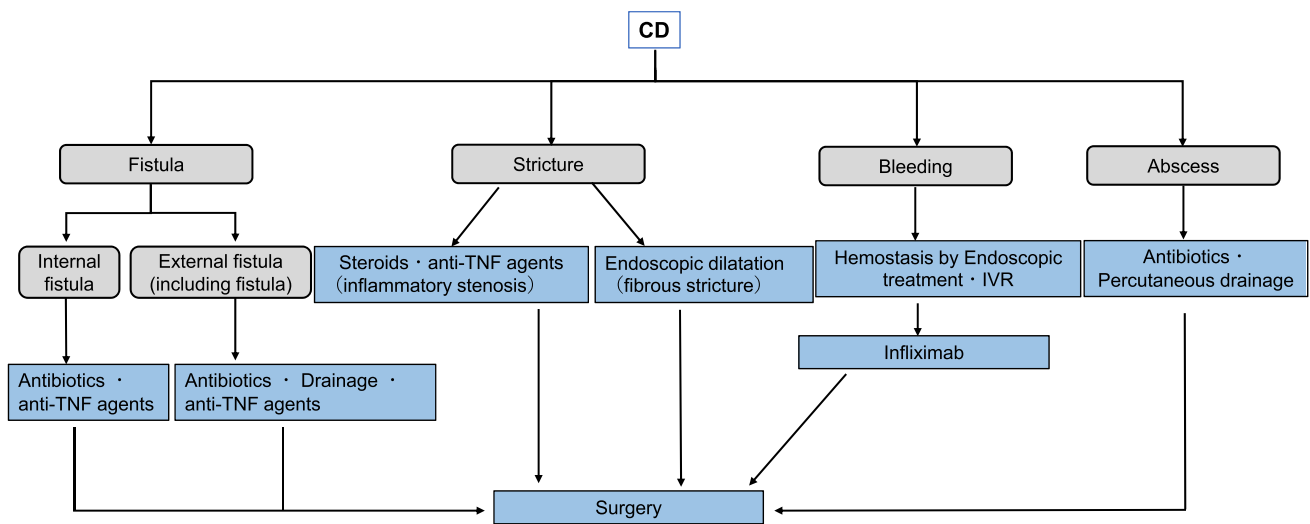 CD
Fistula
Stricture
Bleeding
Abscess
Internal
fistula
External fistula
(including fistula)
Steroids・anti-TNF agents
（inflammatory stenosis）
Endoscopic dilatation
（fibrous stricture）
Hemostasis by Endoscopic
treatment・IVR
Antibiotics・
Percutaneous drainage
Infliximab
Antibiotics ・
anti-TNF agents
Antibiotics ・ Drainage ・
anti-TNF agents
Surgery